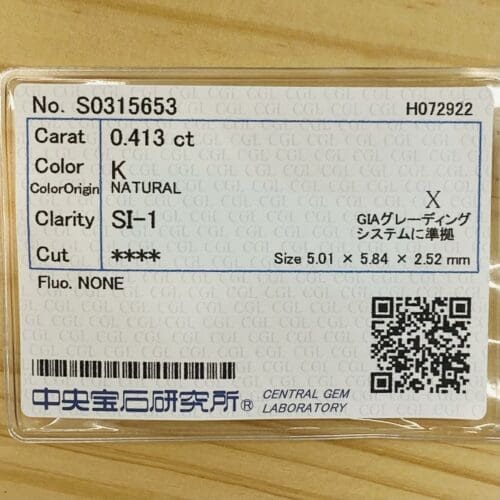 No. S0315653 H072922
Carat 0.413 ct
Color K
ColorOrigin NATURAL
X
Clarity SI-1
GIAグレーディング
システムに準拠
Cut ****
Size 5.01 × 5.84 × 2.52 mm
Fluo. NONE
中央宝石研究所® CENTRAL GEM
LABORATORY